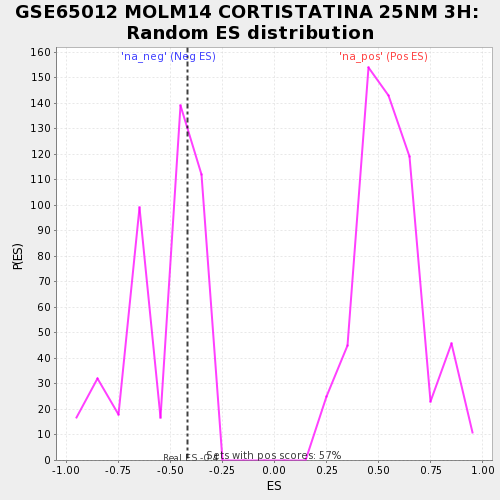 GSE65012 MOLM14 CORTISTATINA 25NM 3H:
Random ES distribution
'na_neg' (Neg ES)
'na_pos' (Pos ES)
160
150
140
130
120
110
100
90
80
70
60
50
40
30
20
10
0
P(ES)
Real ES
Sets with pos scores: 57%
-1.00 -0.75 -0.50 -0.25 0.00 0.25 0.50 0.75 1.00
ES